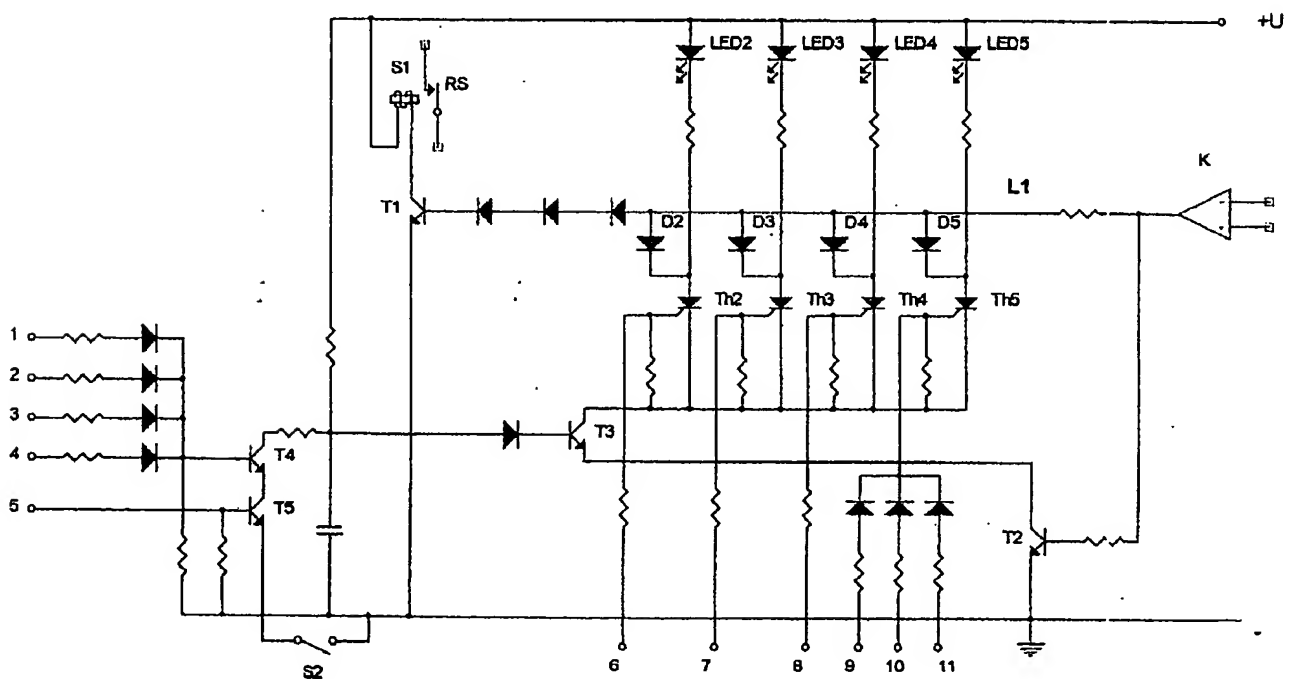 +U
LED2 LED3 LED4 LED5
S1
RS
K
L1
T1
D2 D3 D4 D5
Th2 Th3 Th4 Th5
1
2
3
4
T4
T3
5
T5
T2
S2
6 7 8 9 10 11